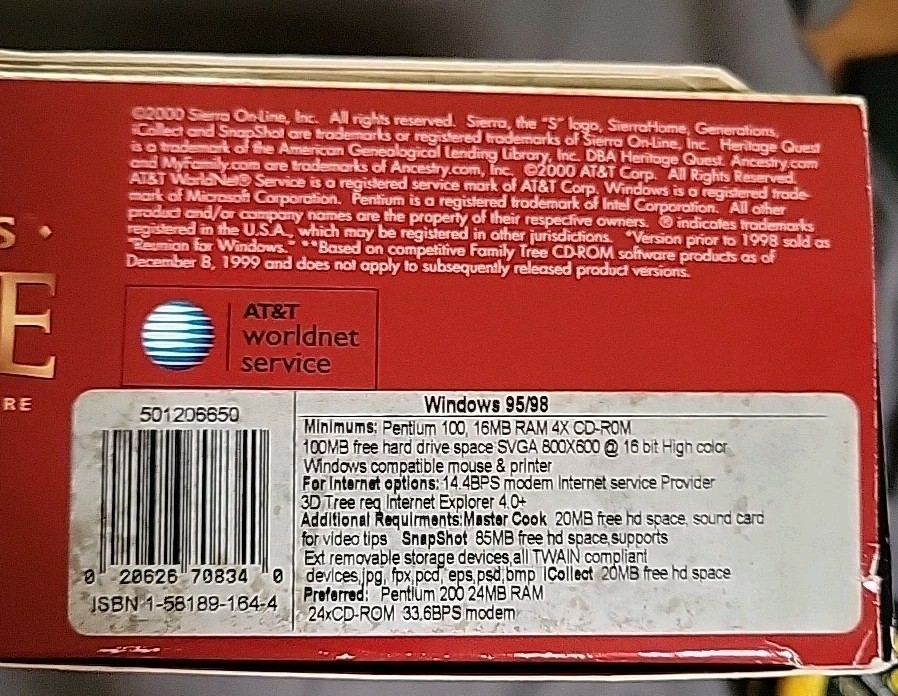 ©2000 Sierra On-Line, Inc. All rights reserved. Sierra, the "S" logo, SierraHome, Generations,
iCollect and SnapShot are trademarks or registered trademarks of Sierra On-Line, Inc. Heritage Quest
is a trademark of the American Genealogical Lending Library, Inc. DBA Heritage Quest. Ancestry.com
and MyFamily.com are trademarks of Ancestry.com, Inc. ©2000 AT&T Corp. All Rights Reserved.
AT&T WorldNet® Service is a registered service mark of AT&T Corp. Windows is a registered trade-
mark of Microsoft Corporation. Pentium is a registered trademark of Intel Corporation. All other
product and/or company names are the property of their respective owners. ® indicates trademarks
registered in the U.S.A., which may be registered in other jurisdictions. *Version prior to 1998 sold as
"Reunion for Windows." **Based on competitive Family Tree CD-ROM software products as of
December 8, 1999 and does not apply to subsequently released product versions.
S •
E
RE
AT&T
worldnet
service
501206650
0 20626 70834 0
ISBN 1-58189-164-4
Windows 95/98
Minimums: Pentium 100, 16MB RAM 4X CD-ROM
100MB free hard drive space SVGA 800X600 @ 16 bit High color
Windows compatible mouse & printer
For Internet options: 14.4BPS modem Internet service Provider
3D Tree req Internet Explorer 4.0+
Additional Requirments:Master Cook 20MB free hd space, sound card
for video tips SnapShot 85MB free hd space,supports
Ext removable storage devices,all TWAIN compliant
devices,jpg, fpx,pcd, eps,psd,bmp iCollect 20MB free hd space
Preferred: Pentium 200 24MB RAM
24xCD-ROM 33,6BPS modem